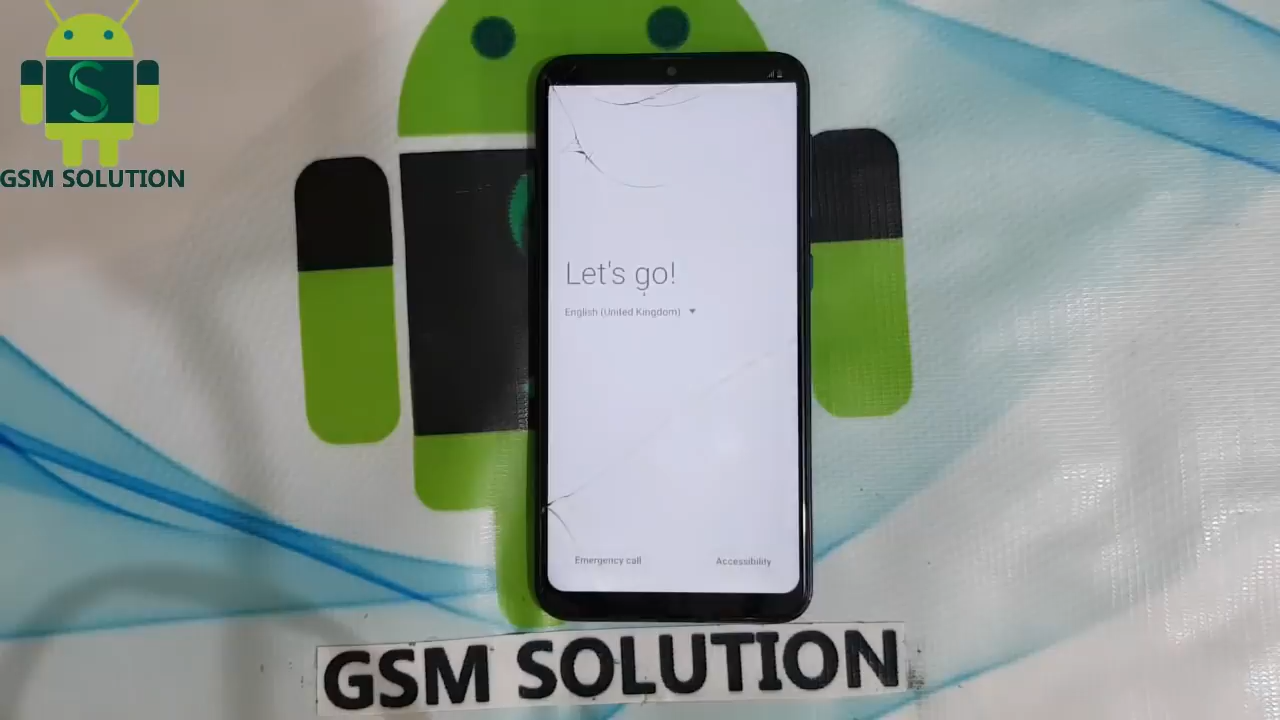 S
GSM SOLUTION
Let's go!
English (United Kingdom)
Emergency call
Accessibility
GSM SOLUTION